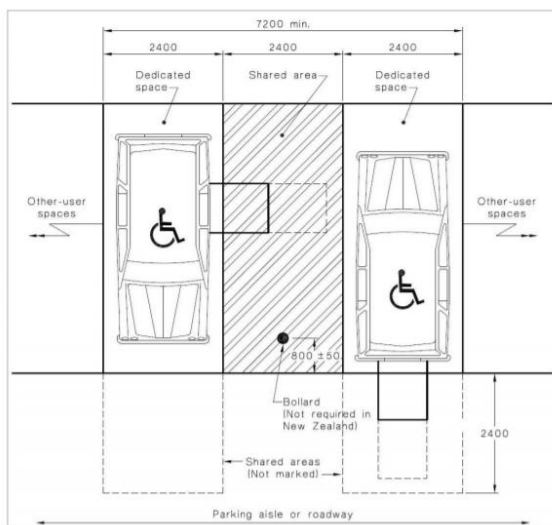 7200 min.
2400
2400
2400
Dedicated
space
Shared area
Dedicated
space
Other-user
spaces
Other-user
spaces
800 ±50
Bollard
(Not required in
New Zealand)
2400
Shared areas
(Not marked)
Parking aisle or roadway